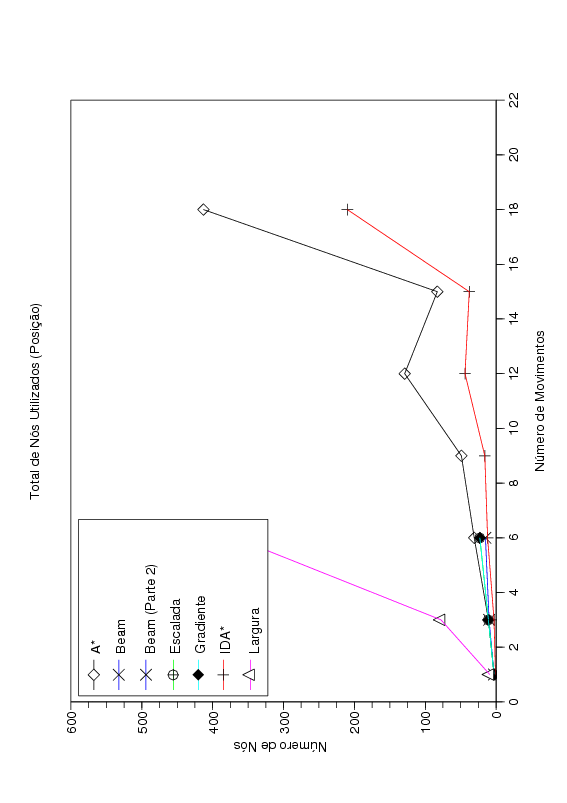 Total de Nós Utilizados (Posição)
600
500
400
300
200
100
0
Número de Nós
A*
Beam
Beam (Parte 2)
Escalada
Gradiente
IDA*
Largura
0
2
4
6
8
10
12
14
16
18
20
22
Número de Movimentos